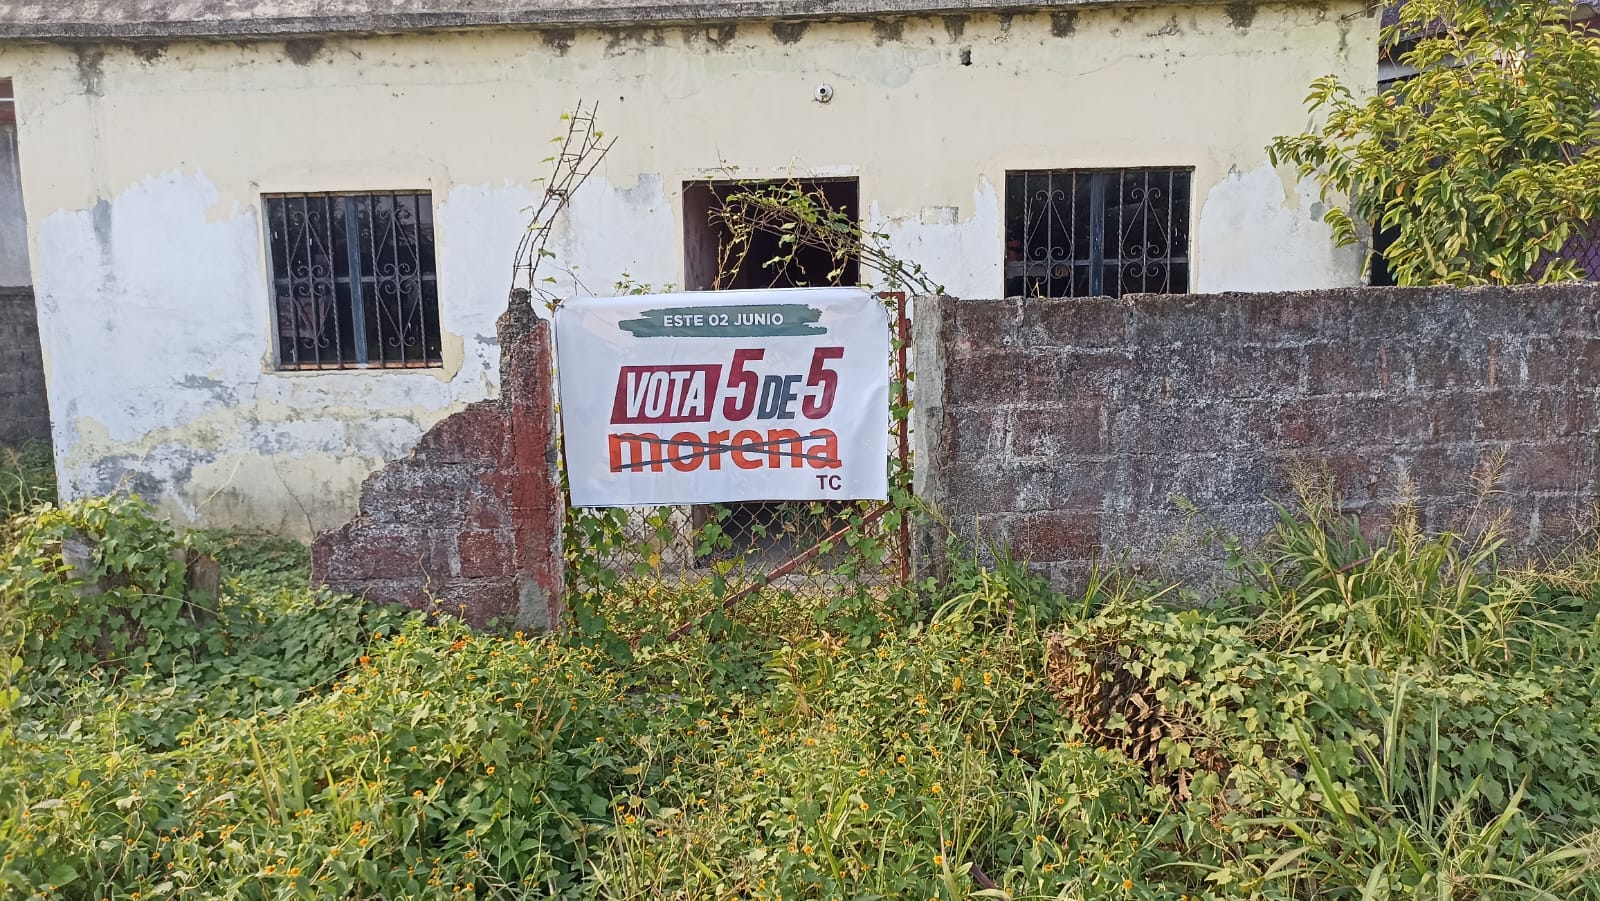 ESTE 02 JUNIO
VOTA 5 DE 5
morena
TC